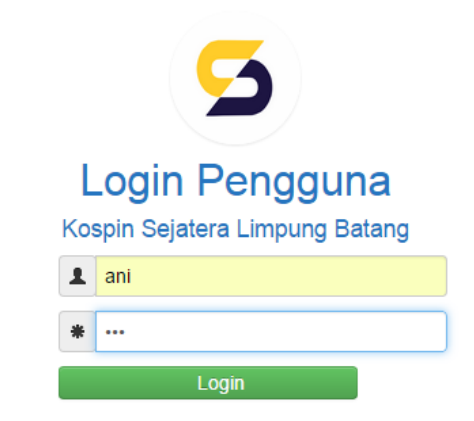 Login Pengguna
Kospin Sejatera Limpung Batang
ani
•••
Login